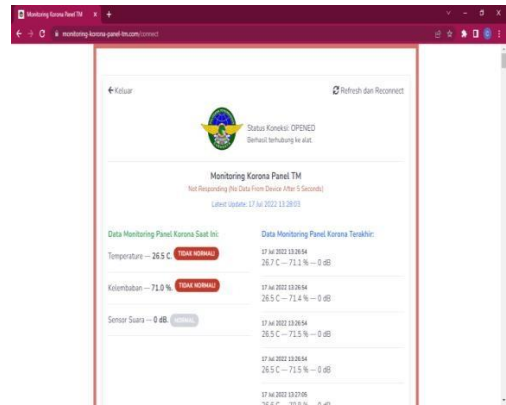 Monitoring Korona Panel TM
monitoring-korona-panel-tm.com/connect
Keluar
Refresh dan Reconnect
Status Koneksi: OPENED
Berhasil terhubung ke alat.
Monitoring Korona Panel TM
Not Responding (No Data From Device After 5 Seconds)
Latest Update: 17 Jul 2022 13:28:03
Data Monitoring Panel Korona Saat Ini:
Temperature — 26.5 C. TIDAK NORMAL!
Kelembaban — 71.0 %. TIDAK NORMAL!
Sensor Suara — 0 dB. NORMAL
Data Monitoring Panel Korona Terakhir:
17 Jul 2022 13:26:54
26.7 C — 71.1 % — 0 dB
17 Jul 2022 13:26:54
26.5 C — 71.4 % — 0 dB
17 Jul 2022 13:26:54
26.5 C — 71.5 % — 0 dB
17 Jul 2022 13:26:54
26.5 C — 71.5 % — 0 dB
17 Jul 2022 13:27:06